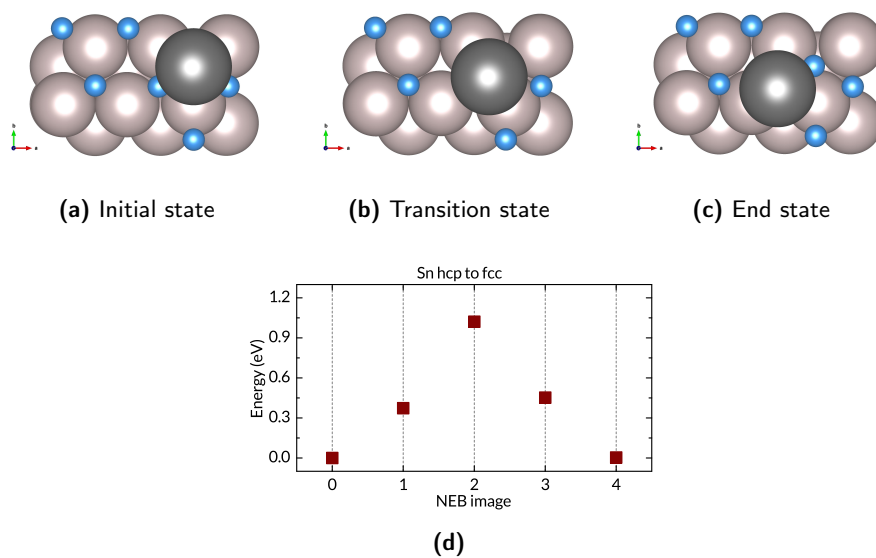 b
a
b
a
b
a
(a) Initial state
(b) Transition state
(c) End state
Sn hcp to fcc
1.2
0.9
0.6
0.3
0.0
Energy (eV)
0 1 2 3 4
NEB image
(d)